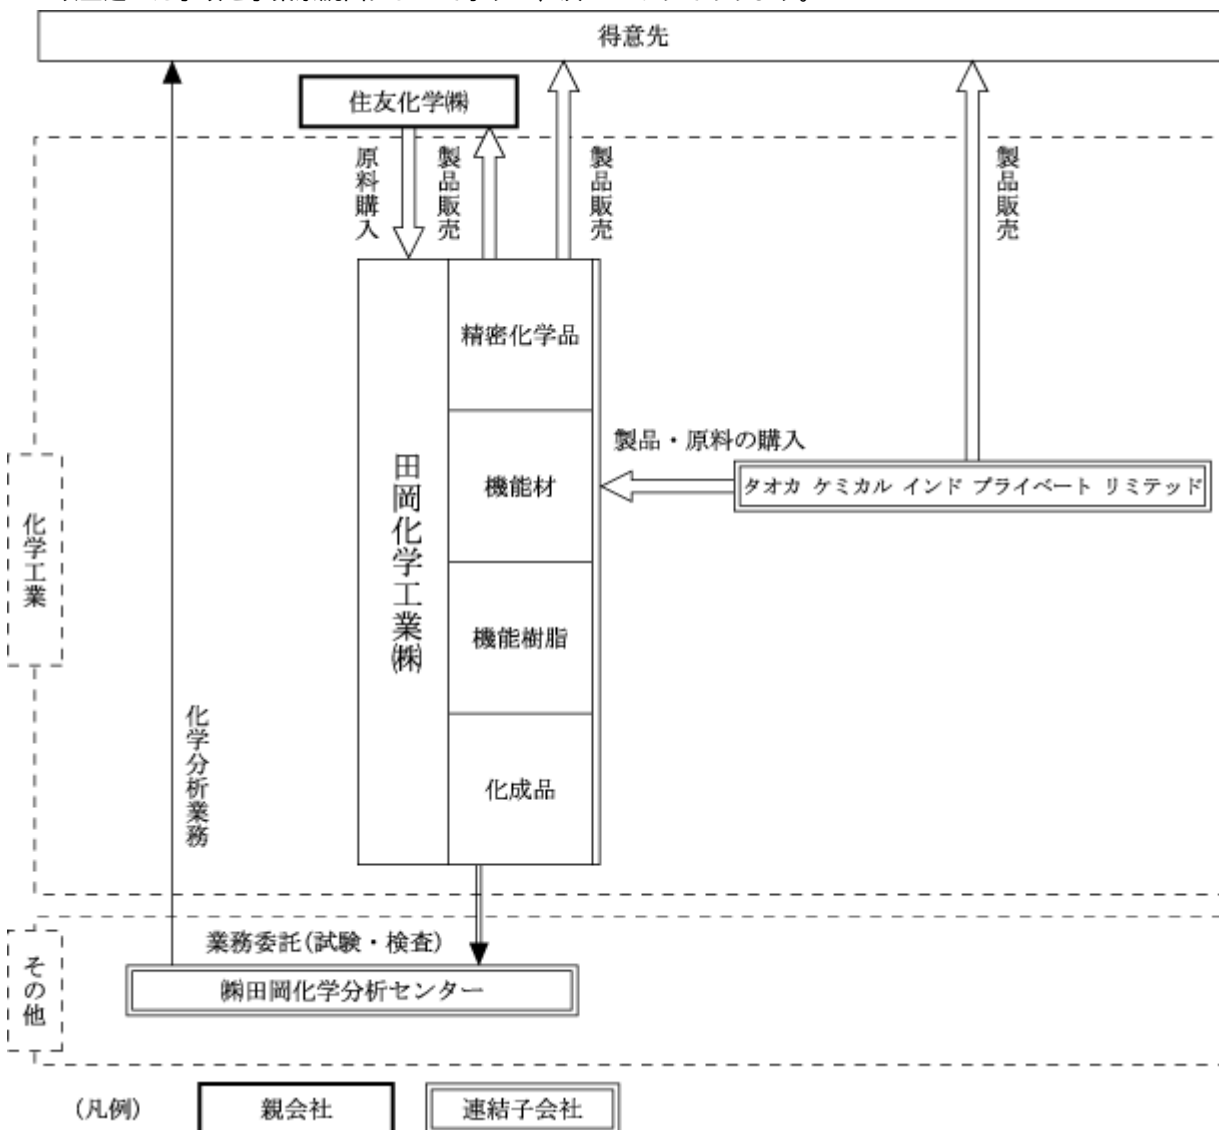 得意先
住友化学㈱
原料購入
製品販売
製品販売
製品販売
精密化学品
製品・原料の購入
機能材
タオカ ケミカル インド プライベート リミテッド
田岡化学工業㈱
化学工業
機能樹脂
化学分析業務
化成品
業務委託(試験・検査)
その他
㈱田岡化学分析センター
(凡例)
親会社
連結子会社